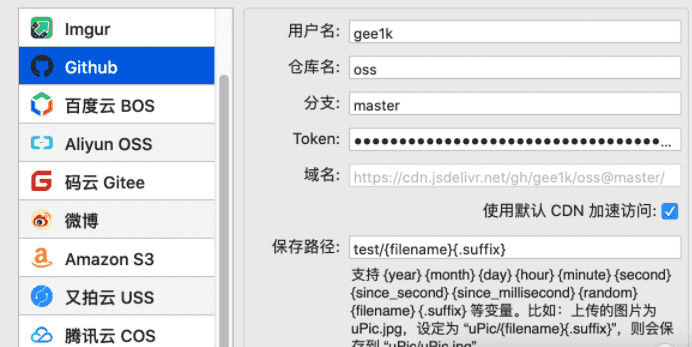 Imgur
Github
百度云 BOS
Aliyun OSS
码云 Gitee
微博
Amazon S3
又拍云 USS
腾讯云 COS
用户名: gee1k
仓库名: oss
分支: master
Token: ●●●●●●●●●●●●●●●●●●●●●●●●●●●●●●●●●●●...
域名: https://cdn.jsdelivr.net/gh/gee1k/oss@master/
使用默认 CDN 加速访问:
保存路径: test/{filename}{.suffix}
支持 {year} {month} {day} {hour} {minute} {second}
{since_second} {since_millisecond} {random}
{filename} {.suffix} 等变量。比如：上传的图片为
uPic.jpg，设定为 “uPic/{filename}{.suffix}”，则会保
存到 “uPic/uPic.jpg”